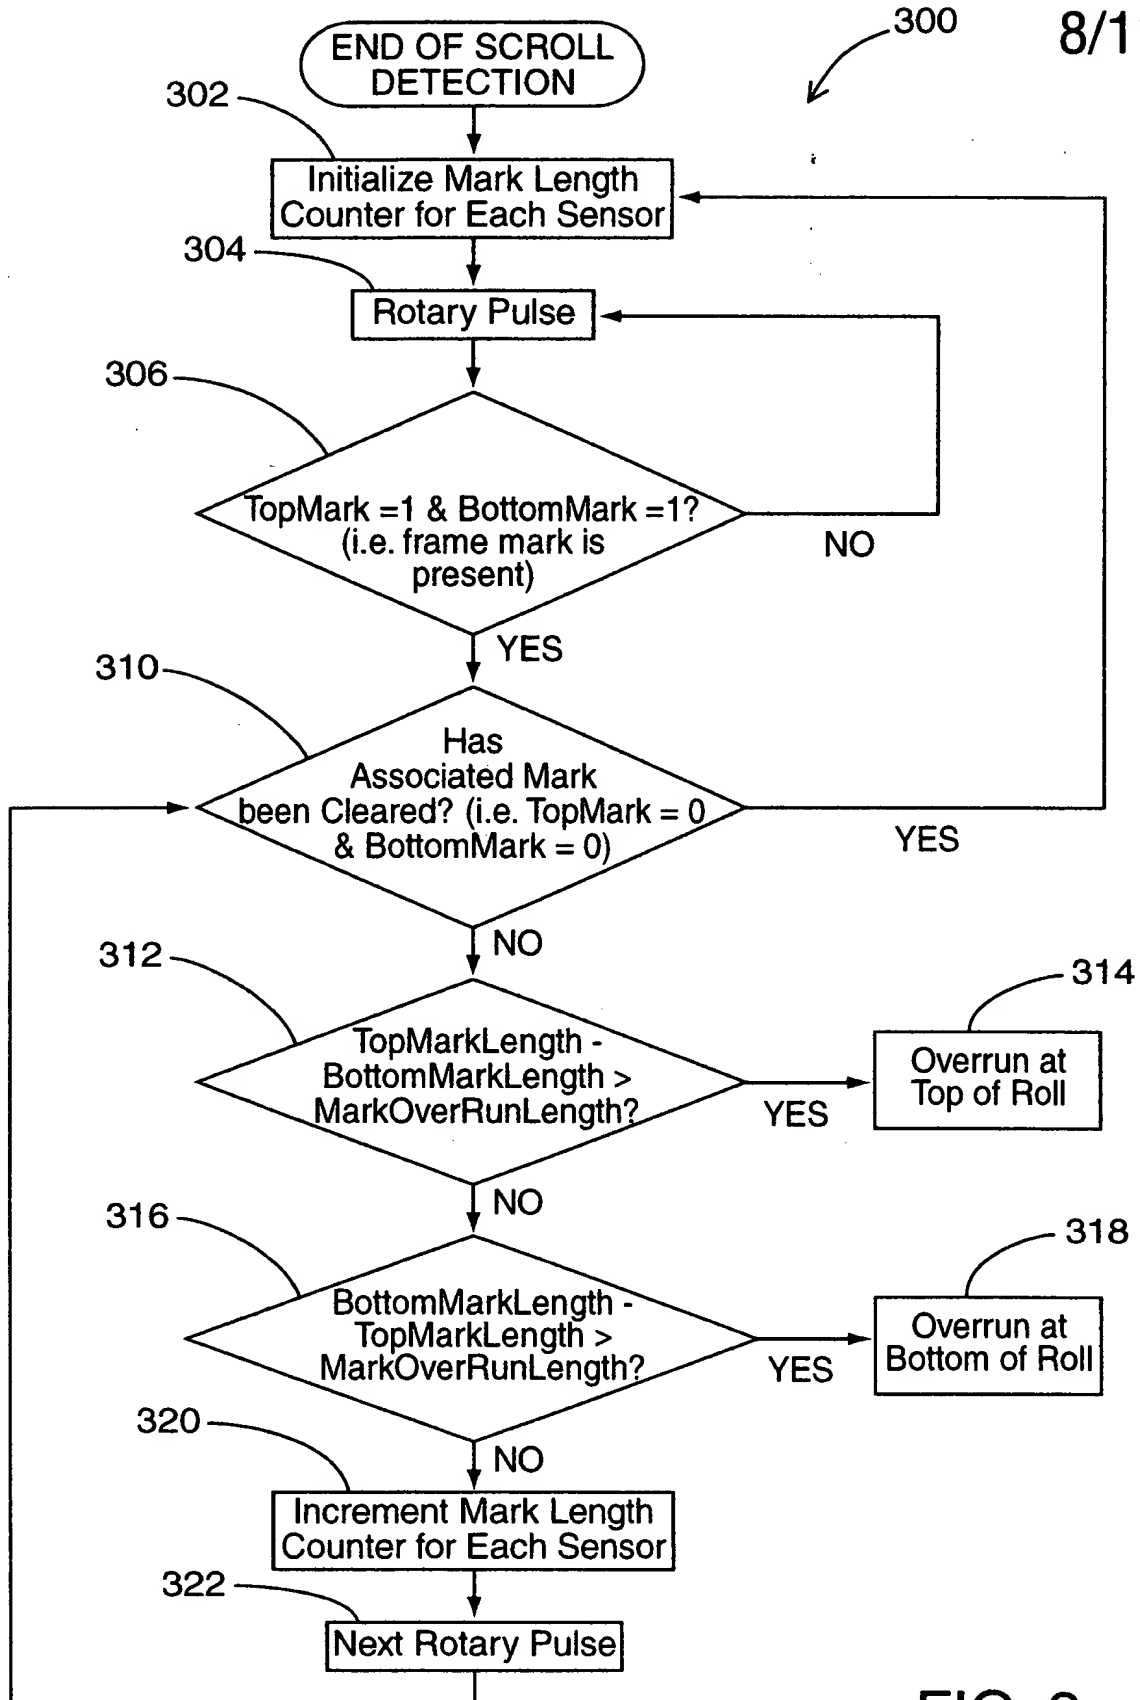 8/1
300
END OF SCROLL
DETECTION
302
Initialize Mark Length
Counter for Each Sensor
304
Rotary Pulse
306
TopMark =1 & BottomMark =1?
(i.e. frame mark is
present)
NO
YES
310
Has
Associated Mark
been Cleared? (i.e. TopMark = 0
& BottomMark = 0)
YES
NO
312
TopMarkLength -
BottomMarkLength >
MarkOverRunLength?
YES
314
Overrun at
Top of Roll
NO
316
BottomMarkLength -
TopMarkLength >
MarkOverRunLength?
YES
318
Overrun at
Bottom of Roll
NO
320
Increment Mark Length
Counter for Each Sensor
322
Next Rotary Pulse